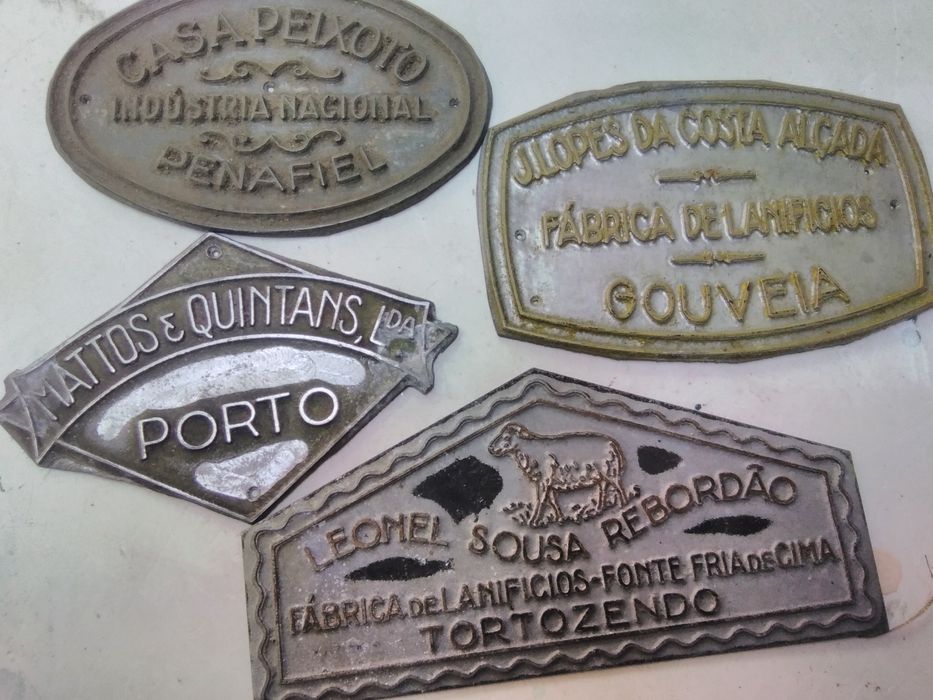 CASA PEIXOTO
INDÚSTRIA NACIONAL
PENAFIEL
J. LOPES DA COSTA ALÇADA
FÁBRICA DE LANIFICIOS
GOUVEIA
MATTOS & QUINTANS, LDA
PORTO
LEONEL SOUSA REBORDÃO
FÁBRICA DE LANIFICIOS-FONTE FRIA DE CIMA
TORTOZENDO